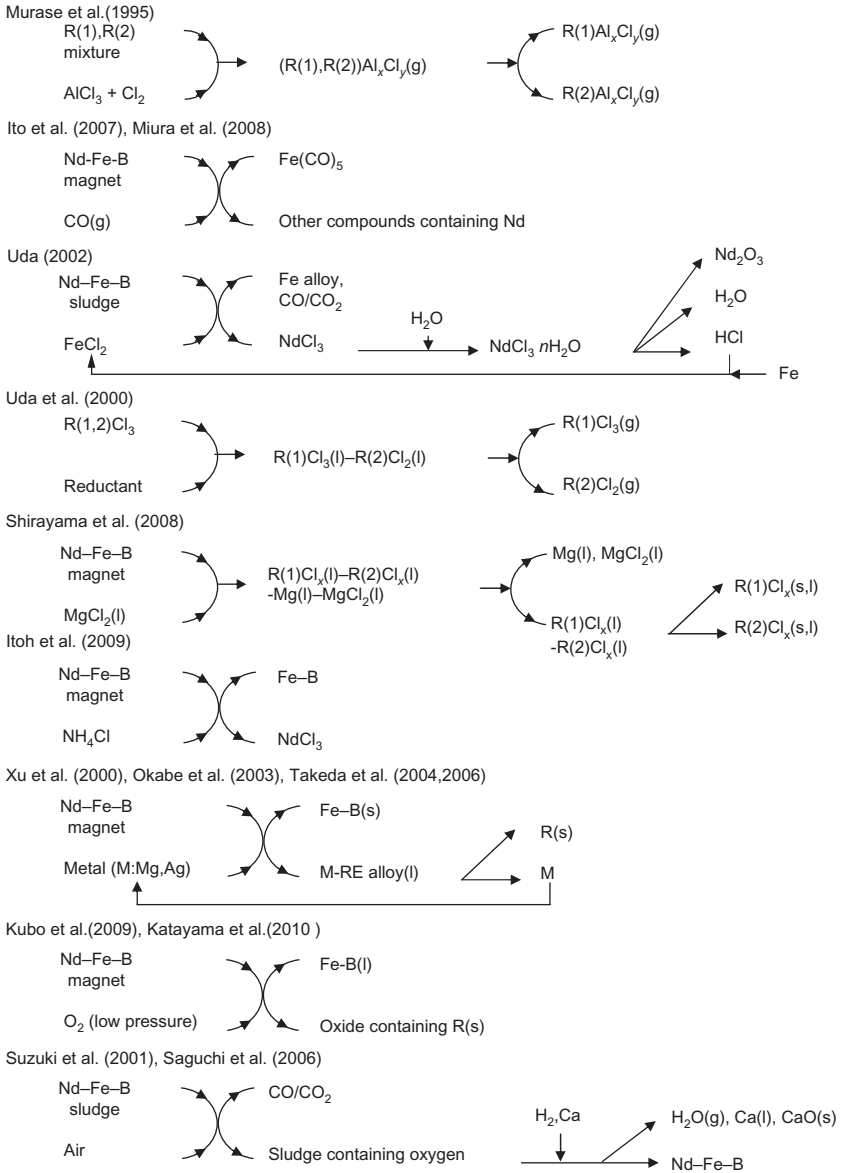 Murase et al.(1995)
R(1),R(2)
mixture
AlCl₃ + Cl₂
(R(1),R(2))AlₓClᵧ(g)
R(1)AlₓClᵧ(g)
R(2)AlₓClᵧ(g)
Ito et al. (2007), Miura et al. (2008)
Nd-Fe-B
magnet
CO(g)
Fe(CO)₅
Other compounds containing Nd
Uda (2002)
Nd–Fe–B
sludge
FeCl₂
Fe alloy,
CO/CO₂
NdCl₃
H₂O
NdCl₃ nH₂O
Nd₂O₃
H₂O
HCl
Fe
Uda et al. (2000)
R(1,2)Cl₃
Reductant
R(1)Cl₃(l)–R(2)Cl₂(l)
R(1)Cl₃(g)
R(2)Cl₂(g)
Shirayama et al. (2008)
Nd–Fe–B
magnet
MgCl₂(l)
R(1)Clₓ(l)–R(2)Clₓ(l)
-Mg(l)–MgCl₂(l)
Mg(l), MgCl₂(l)
R(1)Clₓ(l)
-R(2)Clₓ(l)
R(1)Clₓ(s,l)
R(2)Clₓ(s,l)
Itoh et al. (2009)
Nd–Fe–B
magnet
NH₄Cl
Fe–B
NdCl₃
Xu et al. (2000), Okabe et al. (2003), Takeda et al. (2004,2006)
Nd–Fe–B
magnet
Metal (M:Mg,Ag)
Fe–B(s)
M-RE alloy(l)
R(s)
M
Kubo et al.(2009), Katayama et al.(2010 )
Nd–Fe–B
magnet
O₂ (low pressure)
Fe-B(l)
Oxide containing R(s)
Suzuki et al. (2001), Saguchi et al. (2006)
Nd–Fe–B
sludge
Air
CO/CO₂
Sludge containing oxygen
H₂,Ca
H₂O(g), Ca(l), CaO(s)
Nd–Fe–B